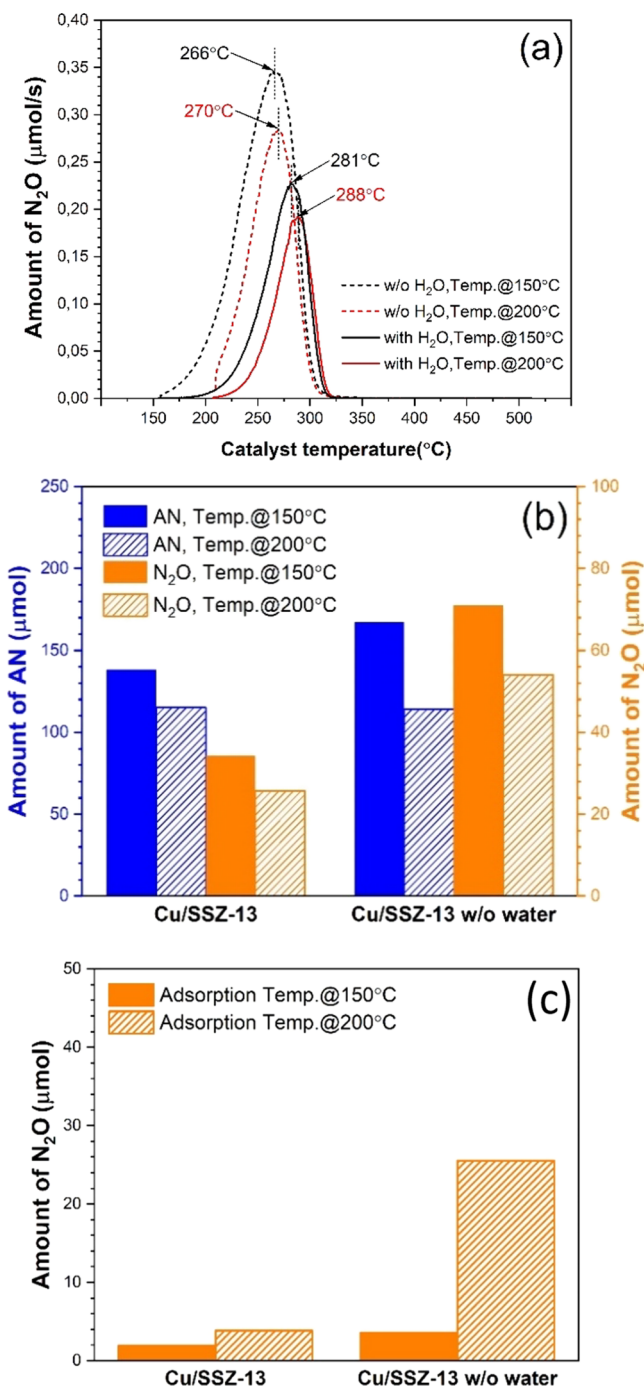 (a)
0,40
0,35
0,30
0,25
0,20
0,15
0,10
0,05
0,00
Amount of N₂O (μmol/s)
266°C
270°C
281°C
288°C
w/o H₂O,Temp.@150°C
w/o H₂O,Temp.@200°C
with H₂O,Temp.@150°C
with H₂O,Temp.@200°C
100 150 200 250 300 350 400 450 500
Catalyst temperature(°C)
(b)
250
200
150
100
50
0
Amount of AN (μmol)
AN, Temp.@150°C
AN, Temp.@200°C
N₂O, Temp.@150°C
N₂O, Temp.@200°C
100
80
60
40
20
0
Amount of N₂O (μmol)
Cu/SSZ-13 Cu/SSZ-13 w/o water
(c)
50
40
30
20
10
0
Amount of N₂O (μmol)
Adsorption Temp.@150°C
Adsorption Temp.@200°C
Cu/SSZ-13 Cu/SSZ-13 w/o water